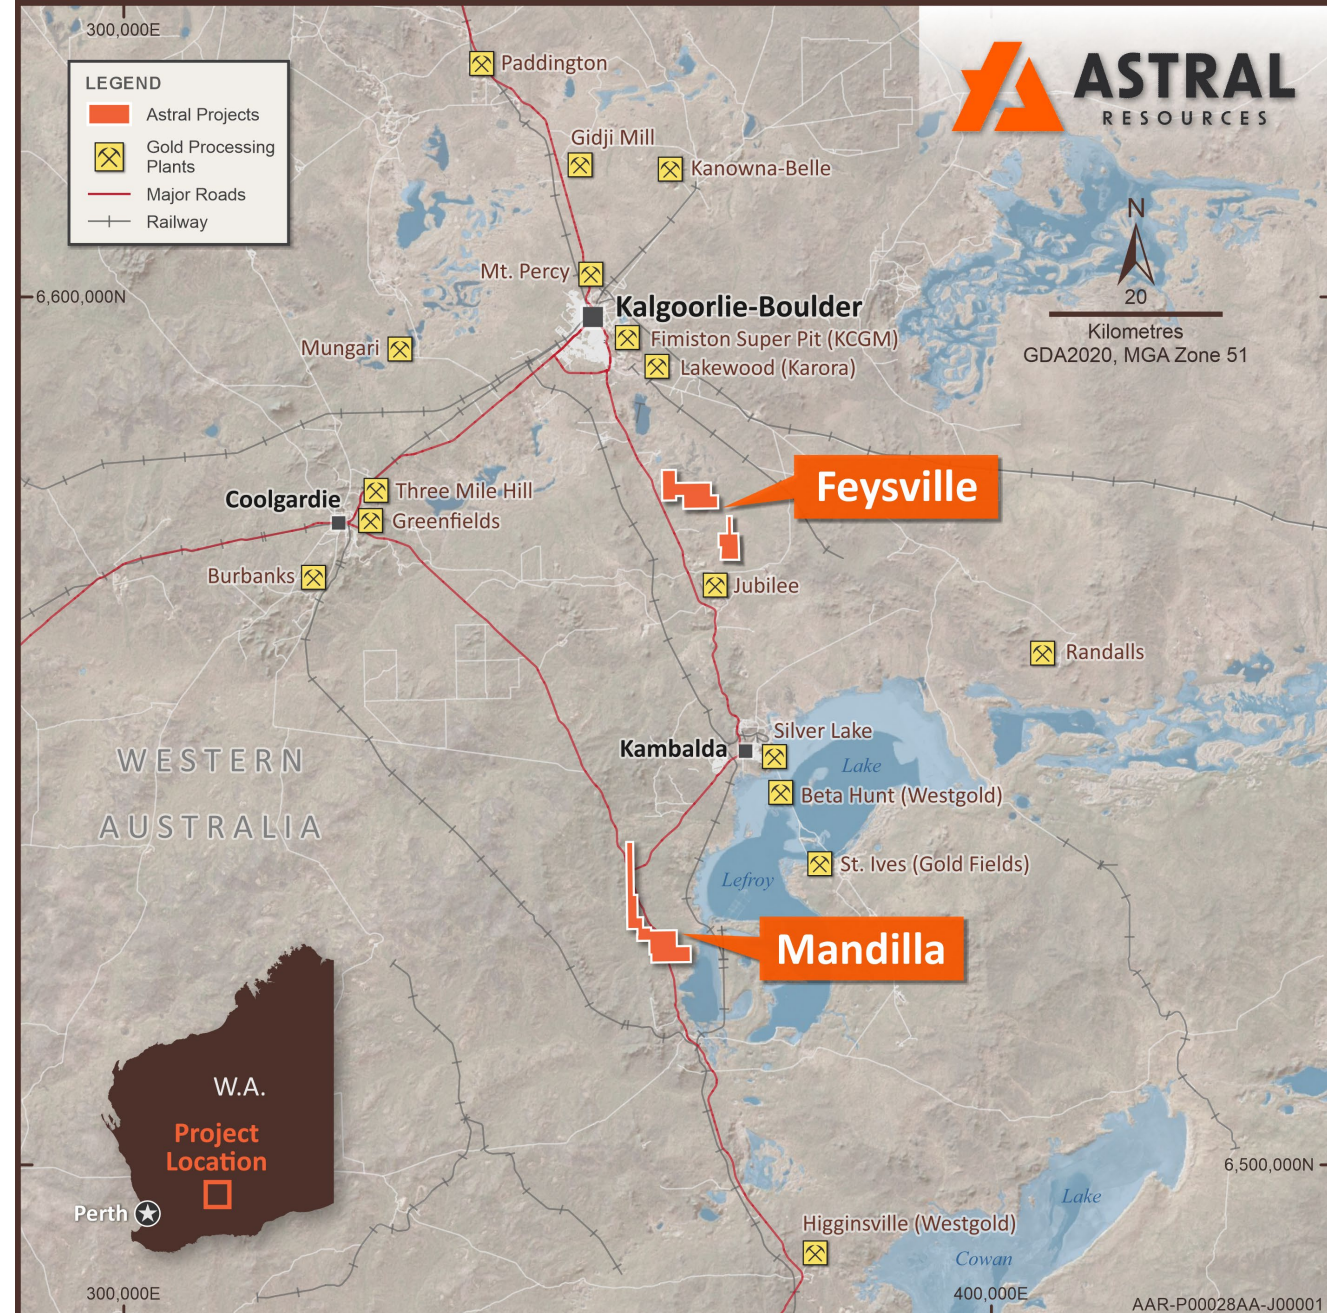 300,000E
ASTRAL
RESOURCES
LEGEND
Astral Projects
Gold Processing
Plants
Major Roads
Railway
Paddington
Gidji Mill
Kanowna-Belle
N
20
Kilometres
GDA2020, MGA Zone 51
Mt. Percy
6,600,000N
Kalgoorlie-Boulder
Fimiston Super Pit (KCGM)
Mungari
Lakewood (Karora)
Feysville
Coolgardie
Three Mile Hill
Greenfields
Burbanks
Jubilee
Randalls
Silver Lake
Kambalda
Lake
WESTERN
AUSTRALIA
Beta Hunt (Westgold)
St. Ives (Gold Fields)
Lefroy
Mandilla
W.A.
Project
Location
Perth
6,500,000N
Lake
Higginsville (Westgold)
Cowan
300,000E
400,000E
AAR-P00028AA-J00001